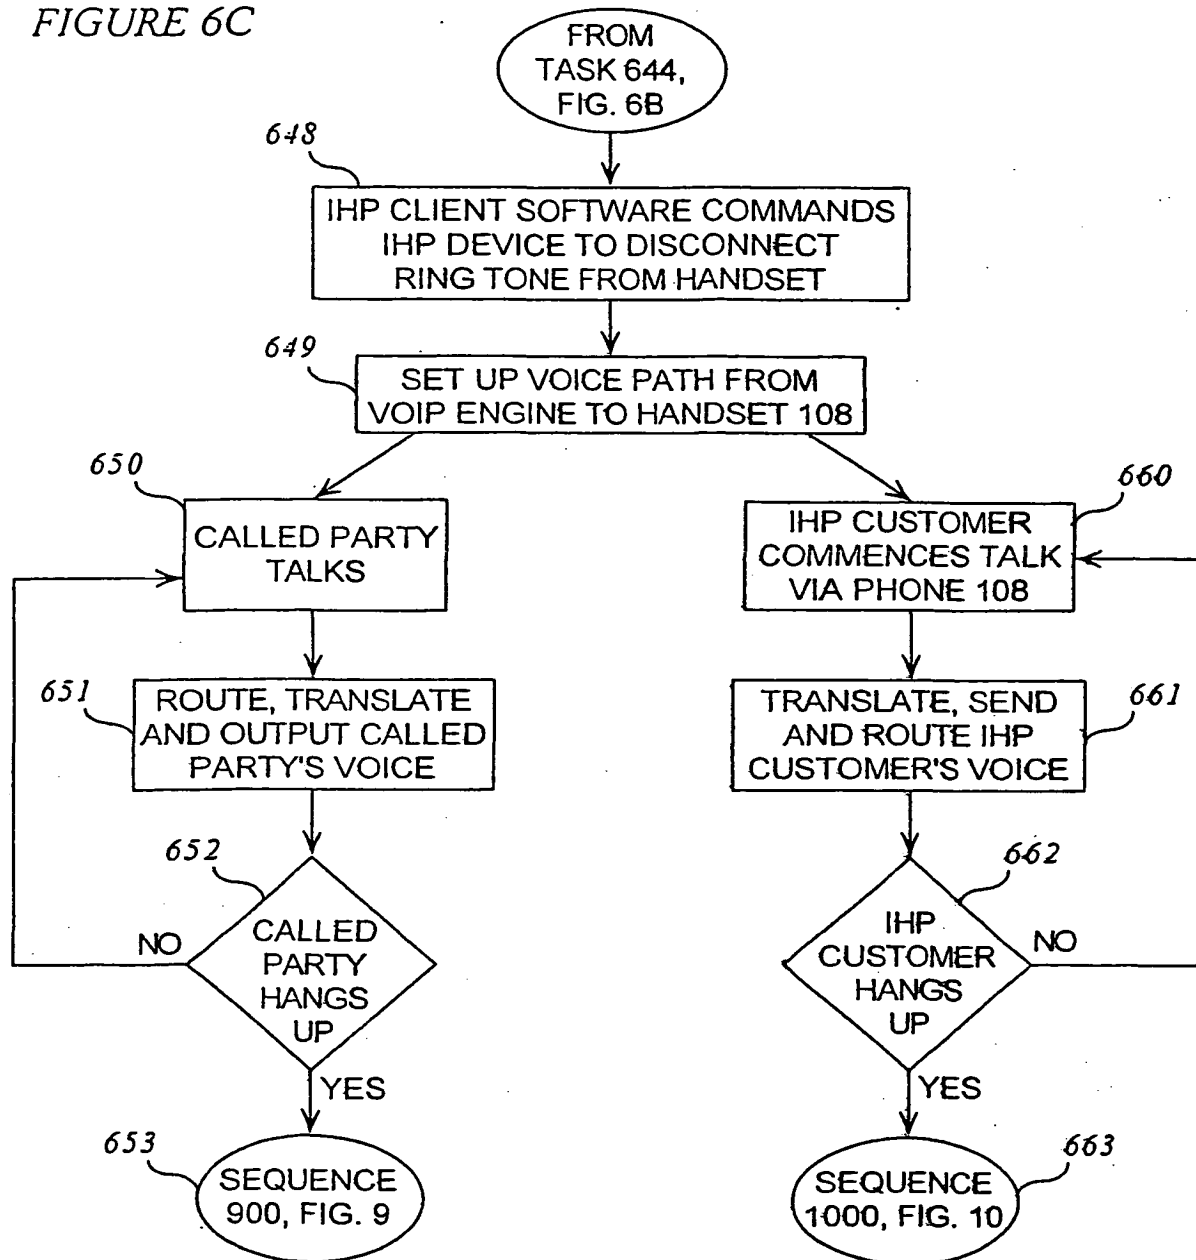 FIGURE 6C
FROM
TASK 644,
FIG. 6B
648
IHP CLIENT SOFTWARE COMMANDS
IHP DEVICE TO DISCONNECT
RING TONE FROM HANDSET
649
SET UP VOICE PATH FROM
VOIP ENGINE TO HANDSET 108
650
CALLED PARTY
TALKS
660
IHP CUSTOMER
COMMENCES TALK
VIA PHONE 108
651
ROUTE, TRANSLATE
AND OUTPUT CALLED
PARTY'S VOICE
661
TRANSLATE, SEND
AND ROUTE IHP
CUSTOMER'S VOICE
652
CALLED
PARTY
HANGS
UP
NO
YES
662
IHP
CUSTOMER
HANGS
UP
NO
YES
653
SEQUENCE
900, FIG. 9
663
SEQUENCE
1000, FIG. 10